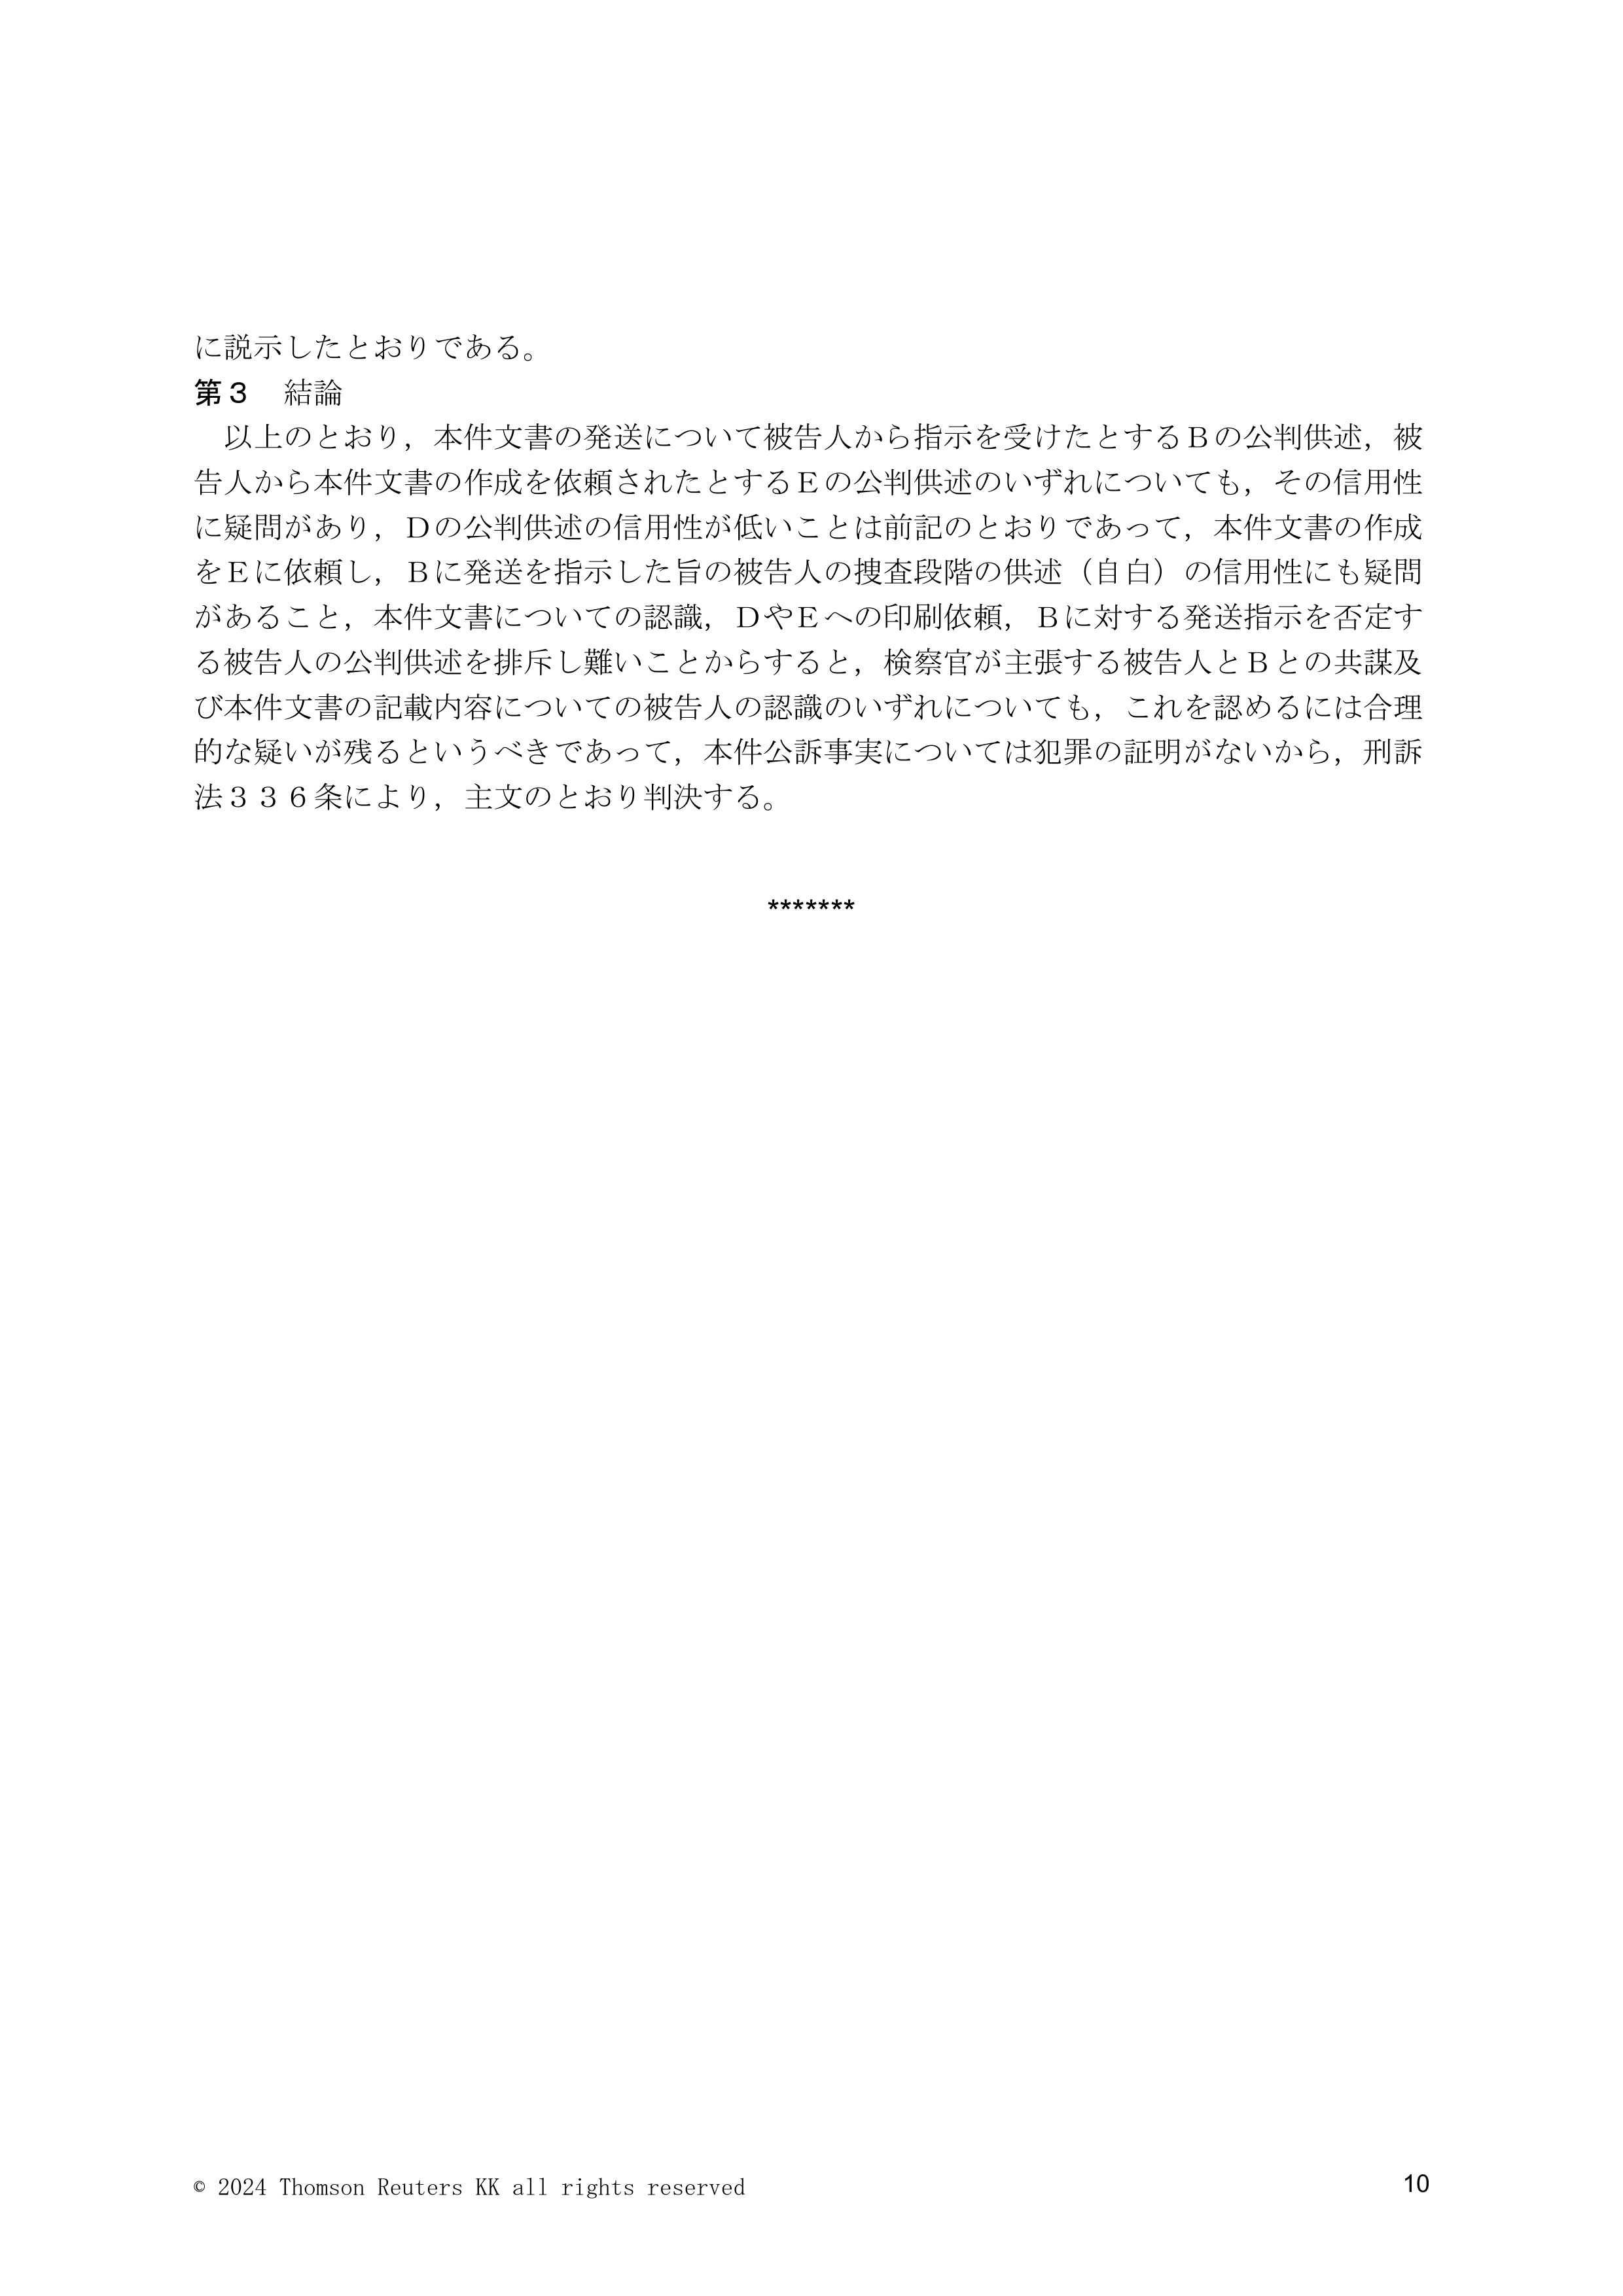 に説示したとおりである。
第３　結論
　以上のとおり，本件文書の発送について被告人から指示を受けたとするＢの公判供述，被
告人から本件文書の作成を依頼されたとするＥの公判供述のいずれについても，その信用性
に疑問があり，Ｄの公判供述の信用性が低いことは前記のとおりであって，本件文書の作成
をＥに依頼し，Ｂに発送を指示した旨の被告人の捜査段階の供述（自白）の信用性にも疑問
があること，本件文書についての認識，ＤやＥへの印刷依頼，Ｂに対する発送指示を否定す
る被告人の公判供述を排斥し難いことからすると，検察官が主張する被告人とＢとの共謀及
び本件文書の記載内容についての被告人の認識のいずれについても，これを認めるには合理
的な疑いが残るというべきであって，本件公訴事実については犯罪の証明がないから，刑訴
法３３６条により，主文のとおり判決する。
*******
© 2024 Thomson Reuters KK all rights reserved
10